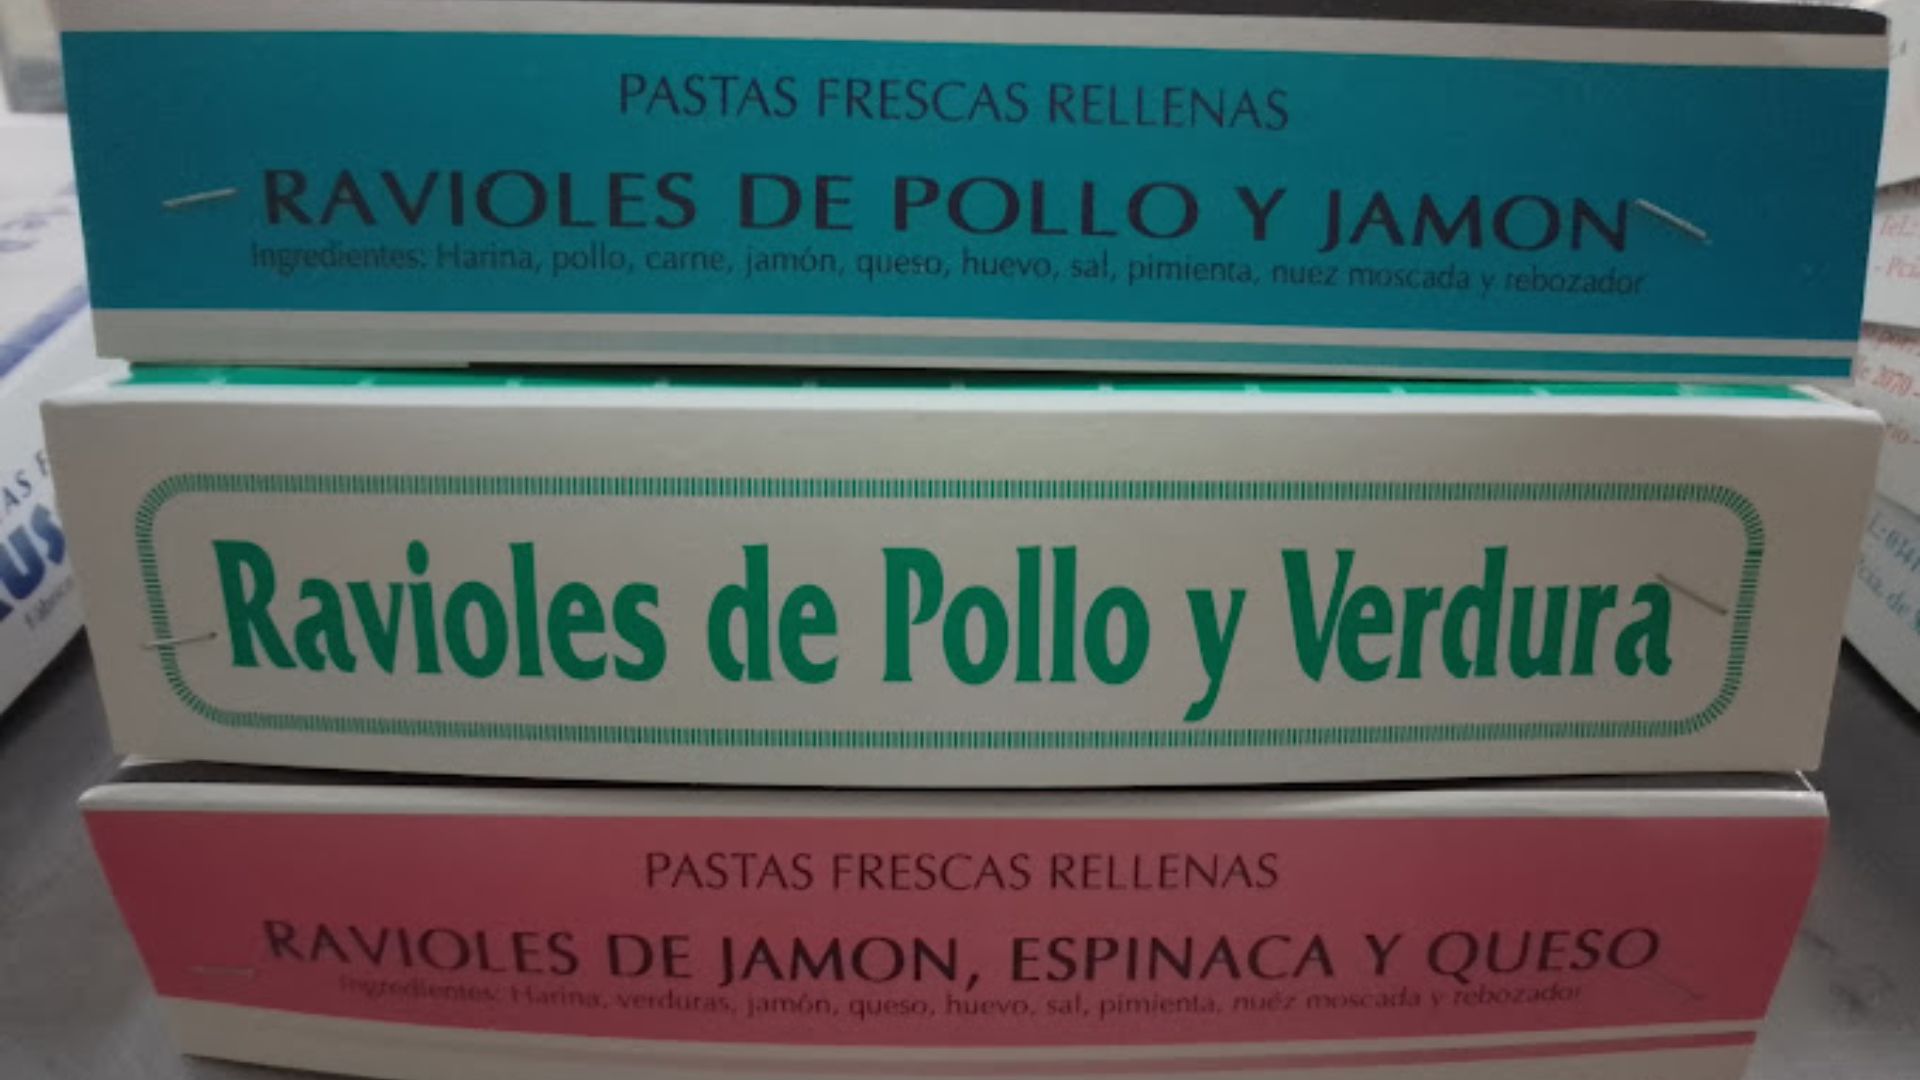 PASTAS FRESCAS RELLENAS
RAVIOLES DE POLLO Y JAMON
Ingredientes: Harina, pollo, carne, jamón, queso, huevo, sal, pimienta, nuez moscada y rebozador
Ravioles de Pollo y Verdura
PASTAS FRESCAS RELLENAS
RAVIOLES DE JAMON, ESPINACA Y QUESO
Ingredientes: Harina, verduras, jamón, queso, huevo, sal, pimienta, nuéz moscada y rebozador